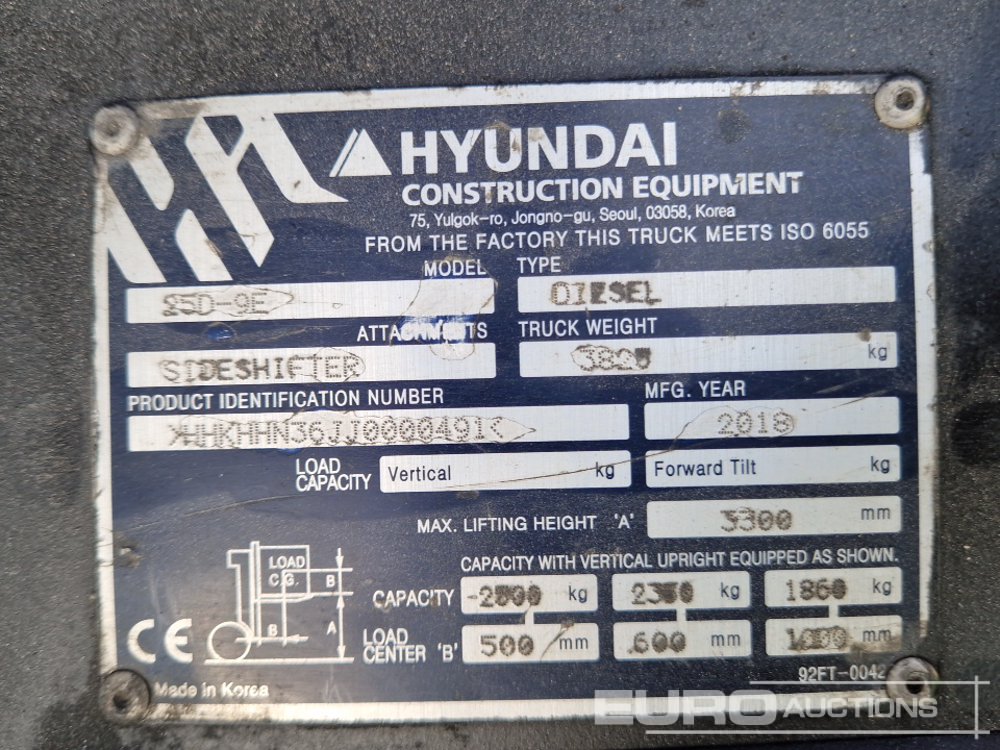 HYUNDAI
CONSTRUCTION EQUIPMENT
75, Yulgok-ro, Jongno-gu, Seoul, 03058, Korea
FROM THE FACTORY THIS TRUCK MEETS ISO 6055
MODEL TYPE
25D-9E DIESEL
ATTACHMENTS TRUCK WEIGHT
SIDESHIFTER kg
PRODUCT IDENTIFICATION NUMBER MFG. YEAR
HHKHHN36JJ0000491 2018
LOAD CAPACITY Vertical kg Forward Tilt kg
MAX. LIFTING HEIGHT 'A' 3300 mm
CAPACITY WITH VERTICAL UPRIGHT EQUIPPED AS SHOWN.
LOAD
C.G.
B
B
A
CAPACITY kg kg 1860 kg
LOAD CENTER 'B' 500 mm 600 mm mm
CE
92FT-0042
Made in Korea
EURO AUCTIONS